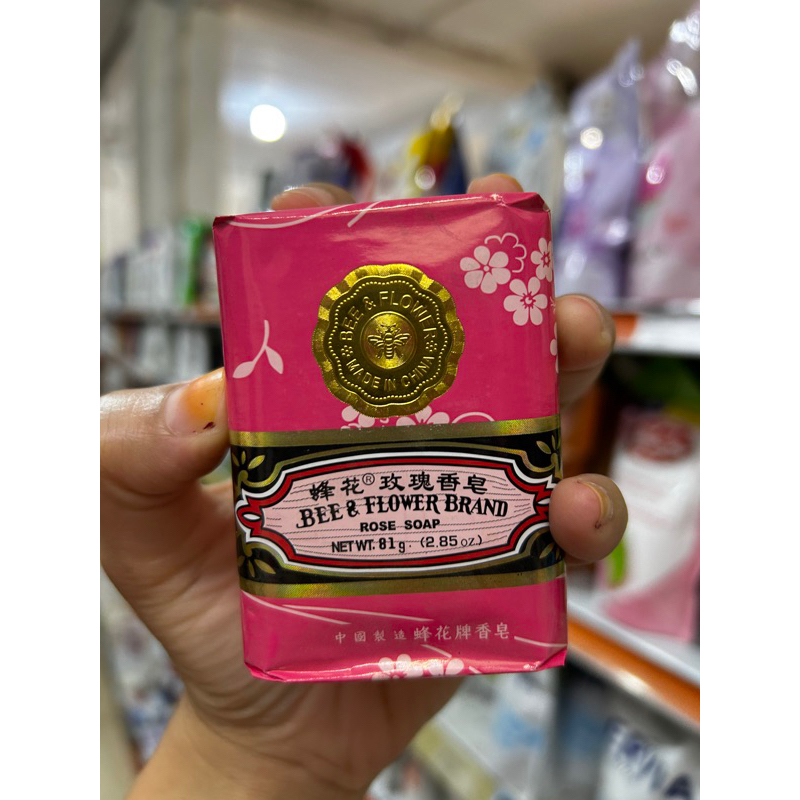 BEE & FLOWER
MADE IN CHINA
蜂花® 玫瑰香皂
BEE & FLOWER BRAND
ROSE SOAP
NET WT. 81g. (2.85 oz.)
中國製造 蜂花牌香皂